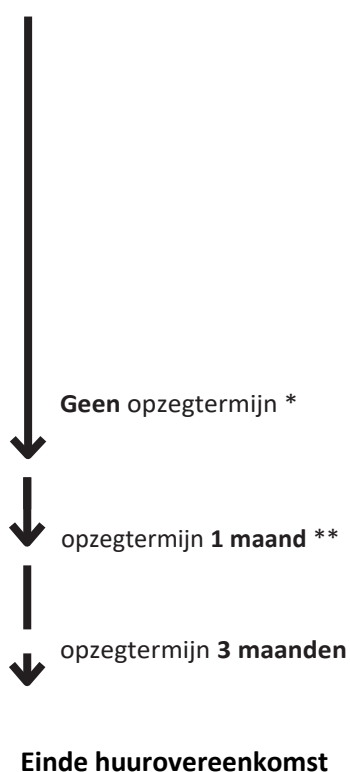 Geen opzegtermijn *
opzegtermijn 1 maand **
opzegtermijn 3 maanden
Einde huurovereenkomst